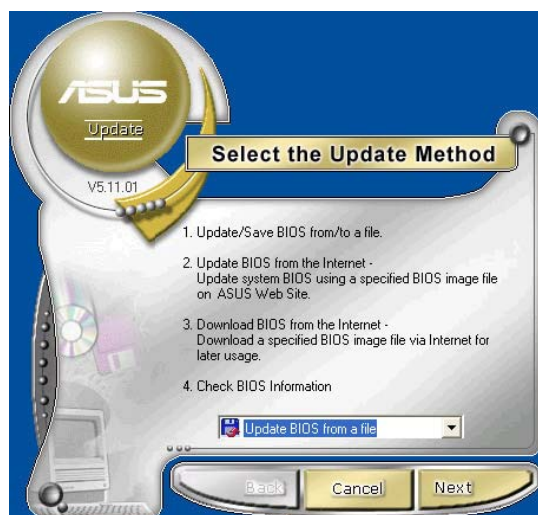 ASUS
Update
V5.11.01
Select the Update Method
1. Update/Save BIOS from/to a file.
2. Update BIOS from the Internet -
Update system BIOS using a specified BIOS image file
on ASUS Web Site.
3. Download BIOS from the Internet -
Download a specified BIOS image file via Internet for
later usage.
4. Check BIOS Information
Update BIOS from a file
Back
Cancel
Next